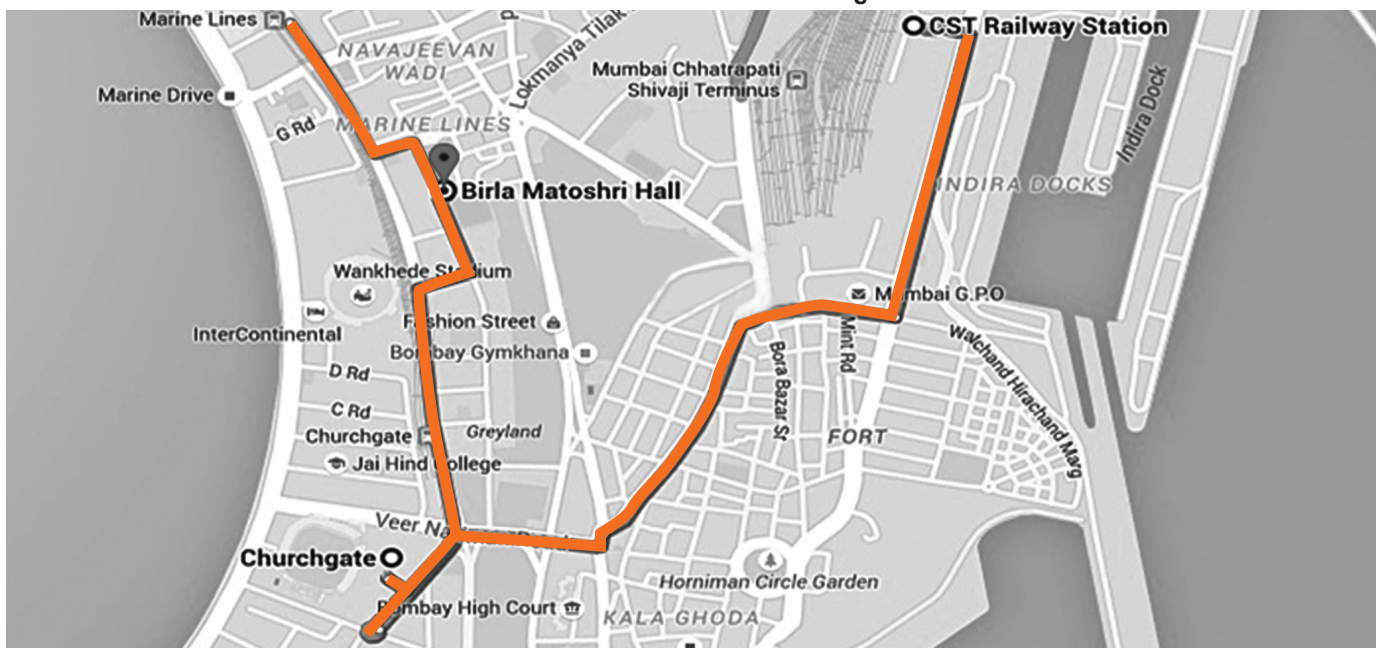 Marine Lines
CST Railway Station
NAVAJEEVAN
WADI
Lokmanya Tilak
Mumbai Chhatrapati
Shivaji Terminus
Marine Drive
G Rd
MARINE LINES
Indira Dock
Birla Matoshri Hall
INDIRA DOCKS
Wankhede Stadium
Mumbai G.P.O
InterContinental
Fashion Street
Bombay Gymkhana
Mint Rd
Walchand Hirachand Marg
Bora Bazar St
D Rd
C Rd
Churchgate
Greyland
FORT
Jai Hind College
Veer
Churchgate
Horniman Circle Garden
Bombay High Court
KALA GHODA